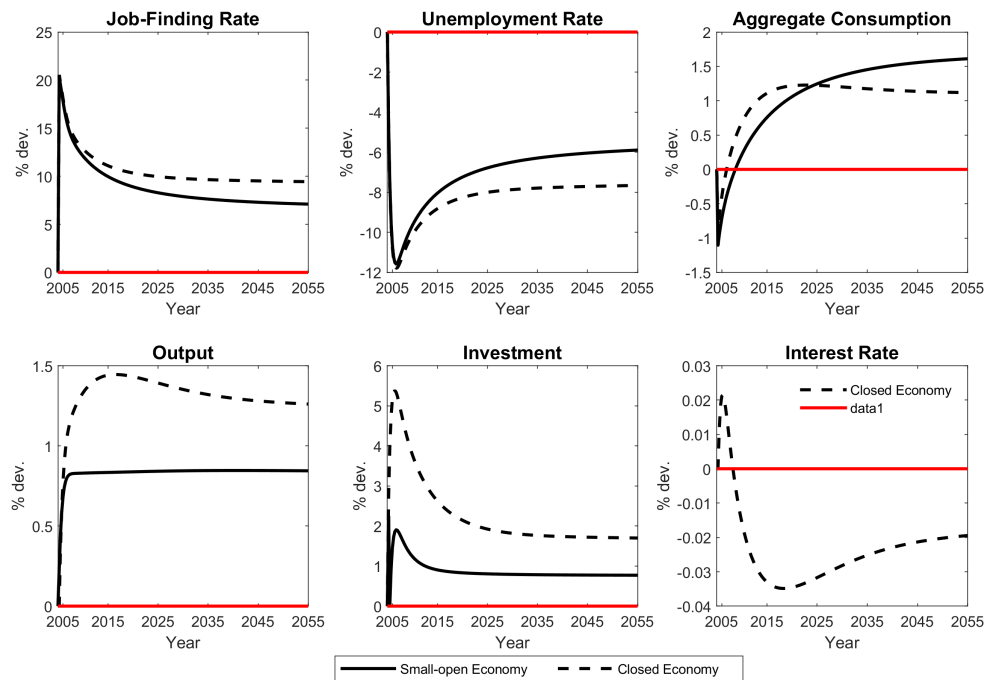 Job-Finding Rate
25
20
15
10
5
0
% dev.
2005 2015 2025 2035 2045 2055
Year
Unemployment Rate
0
-2
-4
-6
-8
-10
-12
% dev.
2005 2015 2025 2035 2045 2055
Year
Aggregate Consumption
2
1.5
1
0.5
0
-0.5
-1
-1.5
% dev.
2005 2015 2025 2035 2045 2055
Year
Output
1.5
1
0.5
0
% dev.
2005 2015 2025 2035 2045 2055
Year
Investment
6
5
4
3
2
1
0
% dev.
2005 2015 2025 2035 2045 2055
Year
Interest Rate
0.03
0.02
0.01
0
-0.01
-0.02
-0.03
-0.04
% dev.
Closed Economy
data1
2005 2015 2025 2035 2045 2055
Year
Small-open Economy Closed Economy